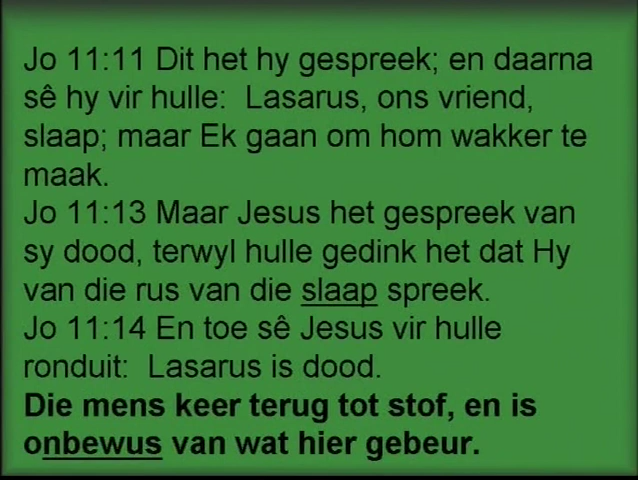 Jo 11:11 Dit het hy gespreek; en daarna
sê hy vir hulle:  Lasarus, ons vriend,
slaap; maar Ek gaan om hom wakker te
maak.
Jo 11:13 Maar Jesus het gespreek van
sy dood, terwyl hulle gedink het dat Hy
van die rus van die slaap spreek.
Jo 11:14 En toe sê Jesus vir hulle
ronduit:  Lasarus is dood.
Die mens keer terug tot stof, en is
onbewus van wat hier gebeur.